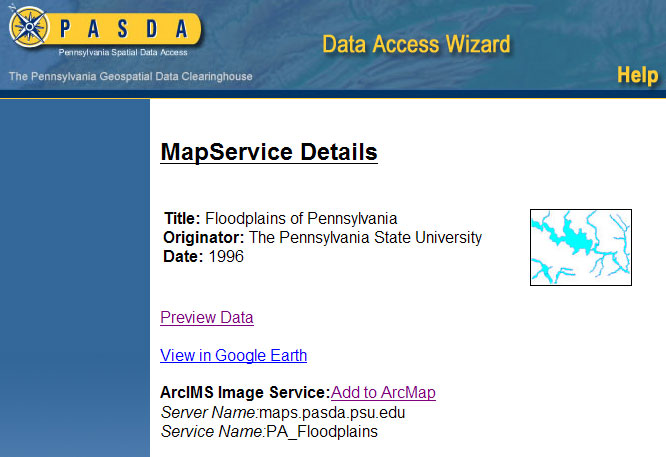 PASDA
Pennsylvania Spatial Data Access
The Pennsylvania Geospatial Data Clearinghouse
Data Access Wizard
Help
MapService Details
Title: Floodplains of Pennsylvania
Originator: The Pennsylvania State University
Date: 1996
Preview Data
View in Google Earth
ArcIMS Image Service:Add to ArcMap
Server Name:maps.pasda.psu.edu
Service Name:PA_Floodplains